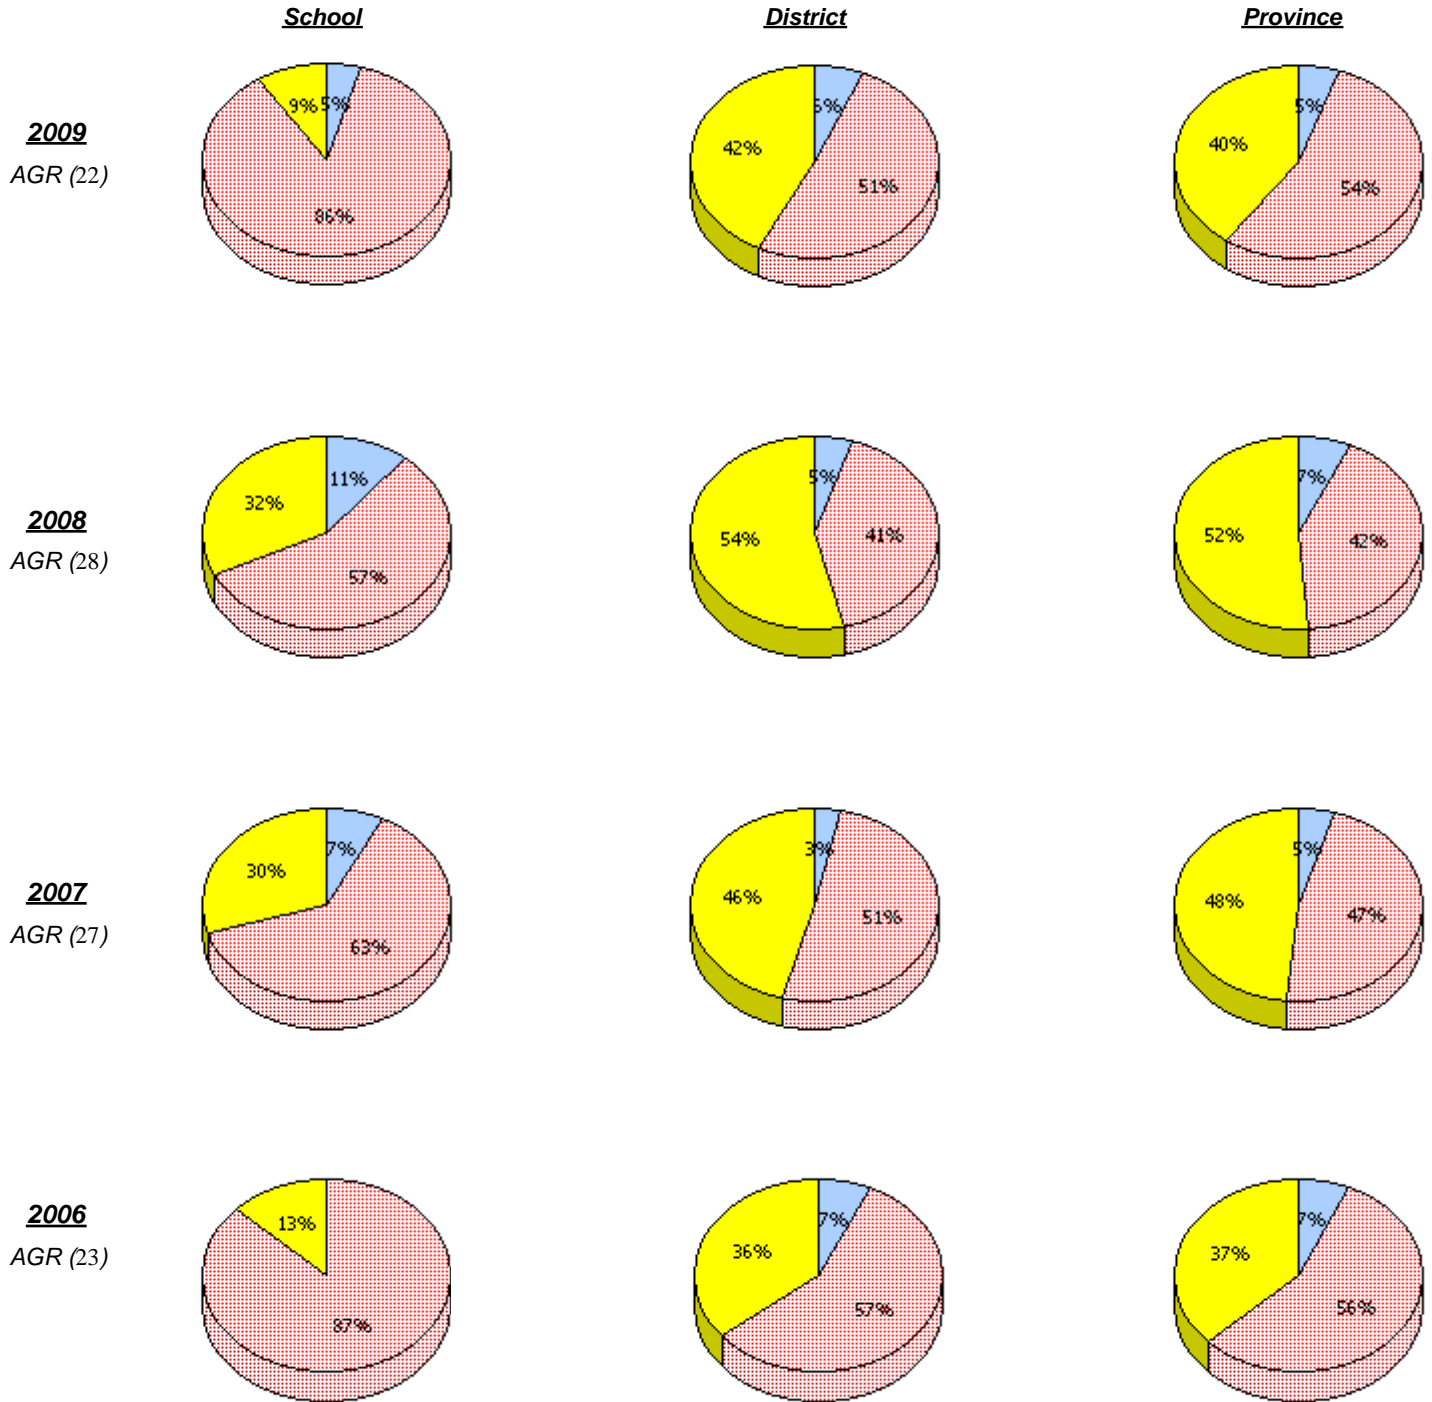 School District Province
2009
AGR (22)
9% 5% 86%
42% 6% 51%
40% 5% 54%
2008
AGR (28)
32% 11% 57%
54% 5% 41%
52% 7% 42%
2007
AGR (27)
30% 7% 63%
46% 3% 51%
48% 5% 47%
2006
AGR (23)
13% 87%
36% 7% 57%
37% 7% 56%